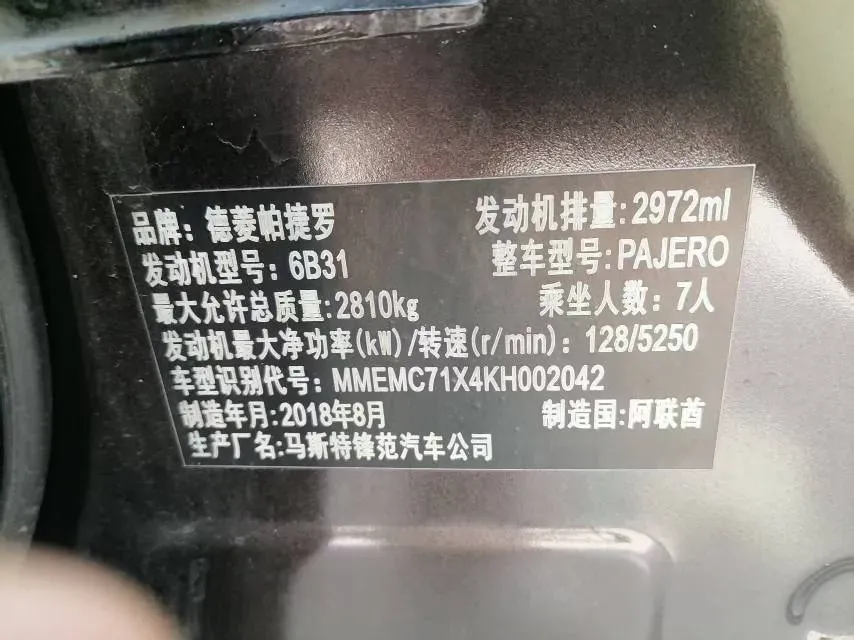 品牌：德菱帕捷罗 发动机排量：2972ml
发动机型号：6B31 整车型号：PAJERO
最大允许总质量：2810kg 乘坐人数：7人
发动机最大净功率(kW)/转速(r/min)：128/5250
车型识别代号：MMEMC71X4KH002042
制造年月：2018年8月 制造国：阿联酋
生产厂名：马斯特锋范汽车公司